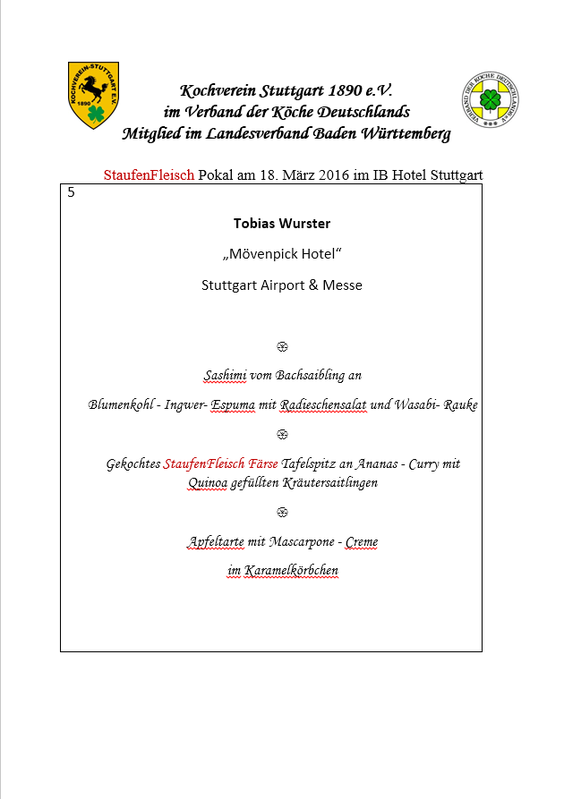 KOCHVEREIN-STUTTGART E.V.
1890
VERBAND DER KÖCHE DEUTSCHLANDS
Kochverein Stuttgart 1890 e.V.
im Verband der Köche Deutschlands
Mitglied im Landesverband Baden Württemberg
StaufenFleisch Pokal am 18. März 2016 im IB Hotel Stuttgart
5
Tobias Wurster
„Mövenpick Hotel“
Stuttgart Airport & Messe
Sashimi vom Bachsaibling an
Blumenkohl - Ingwer- Espuma mit Radieschensalat und Wasabi- Rauke
Gekochtes StaufenFleisch Färse Tafelspitz an Ananas - Curry mit
Quinoa gefüllten Kräutersaitlingen
Apfeltarte mit Mascarpone - Creme
im Karamelkörbchen